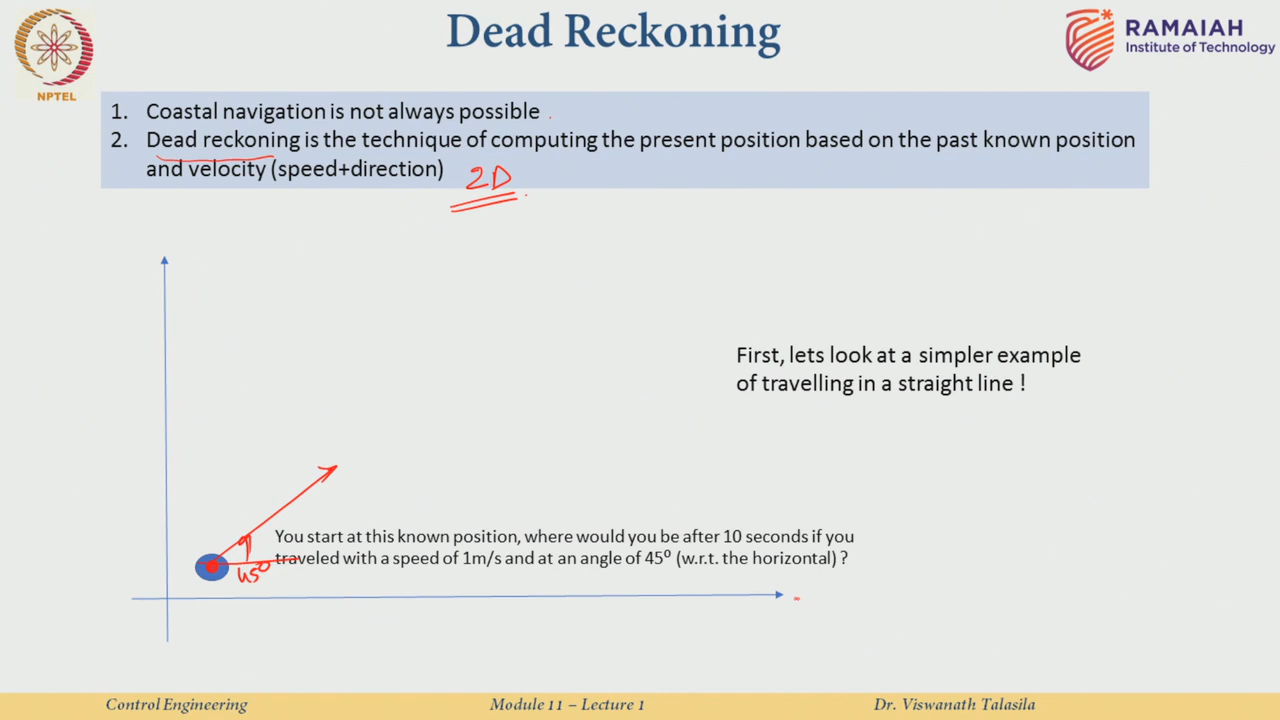 Dead Reckoning
NPTEL
RAMAIAH
Institute of Technology
1. Coastal navigation is not always possible
2. Dead reckoning is the technique of computing the present position based on the past known position
and velocity (speed+direction)
2D
First, lets look at a simpler example
of travelling in a straight line !
You start at this known position, where would you be after 10 seconds if you
traveled with a speed of 1m/s and at an angle of 45⁰ (w.r.t. the horizontal) ?
45⁰
Control Engineering
Module 11 – Lecture 1
Dr. Viswanath Talasila